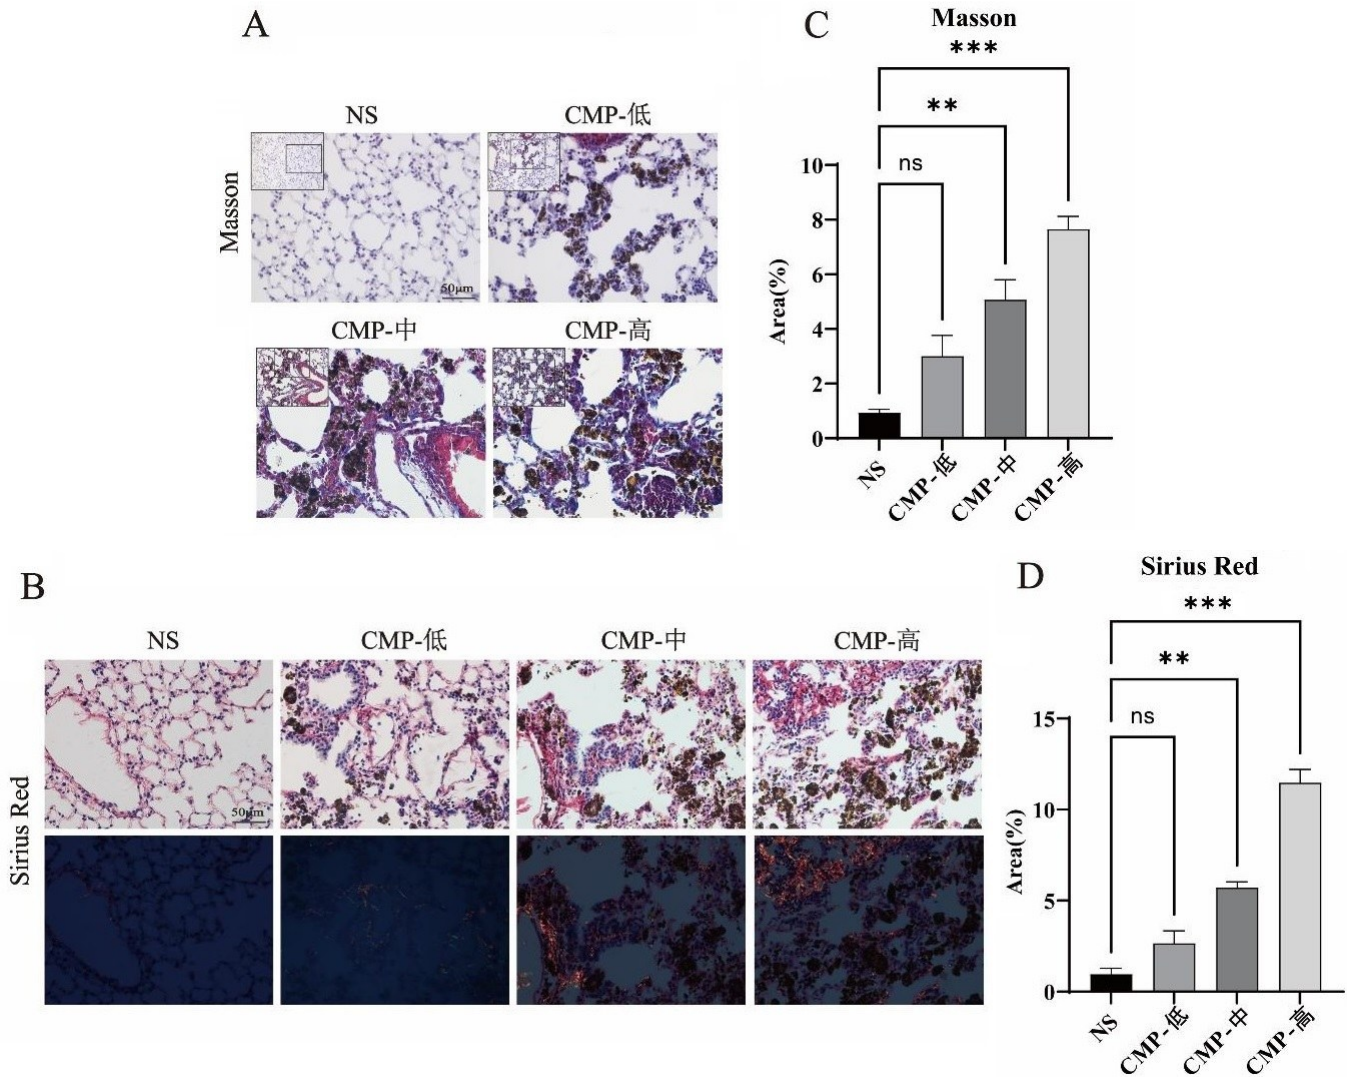 A
NS
CMP-低
Masson
50μm
CMP-中
CMP-高
C
Masson
***
**
ns
10
8
6
4
2
0
Area(%)
NS
CMP-低
CMP-中
CMP-高
B
NS
CMP-低
CMP-中
CMP-高
Sirius Red
50μm
D
Sirius Red
***
**
ns
15
10
5
0
Area(%)
NS
CMP-低
CMP-中
CMP-高